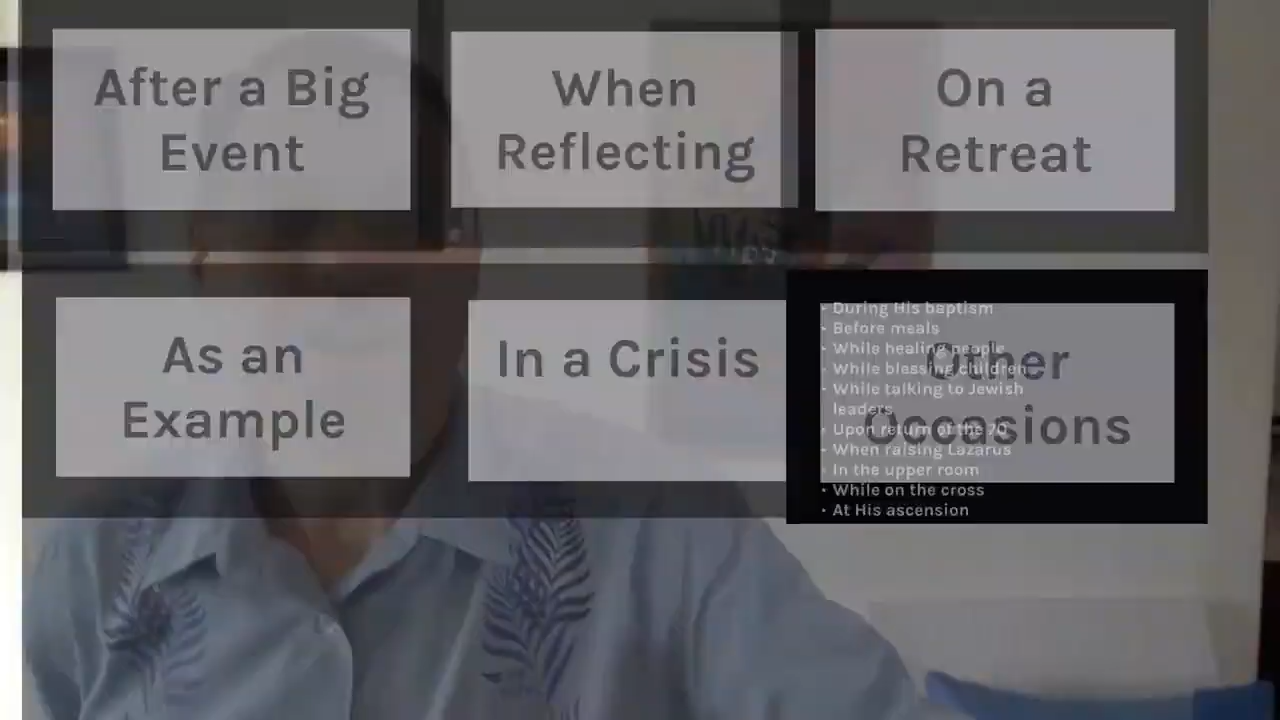 After a Big
Event
When
Reflecting
On a
Retreat
As an
Example
In a Crisis
Other
Occasions
• During His baptism
• Before meals
• While healing people
• While blessing children
• While talking to Jewish
leaders
• Upon return of the 70
• When raising Lazarus
• In the upper room
• While on the cross
• At His ascension